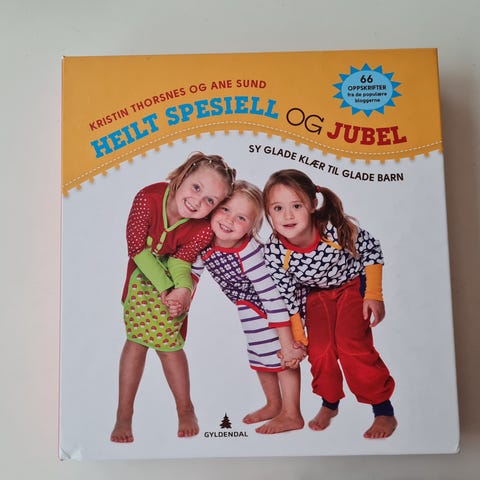 KRISTIN THORSNES OG ANE SUND
HEILT SPESIELL OG JUBEL
SY GLADE KLÆR TIL GLADE BARN
66
OPPSKRIFTER
fra de populære
bloggerne
GYLDENDAL